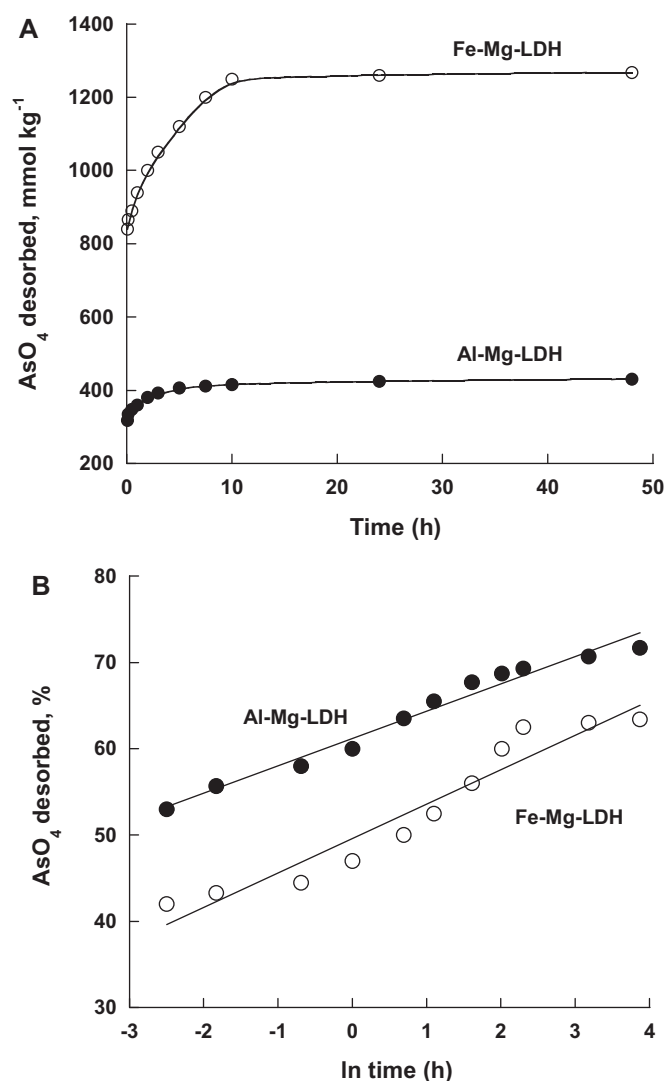 A
AsO₄ desorbed, mmol kg⁻¹
1400
1200
1000
800
600
400
200
Fe-Mg-LDH
Al-Mg-LDH
0 10 20 30 40 50
Time (h)
B
AsO₄ desorbed, %
80
70
60
50
40
30
Al-Mg-LDH
Fe-Mg-LDH
-3 -2 -1 0 1 2 3 4
ln time (h)